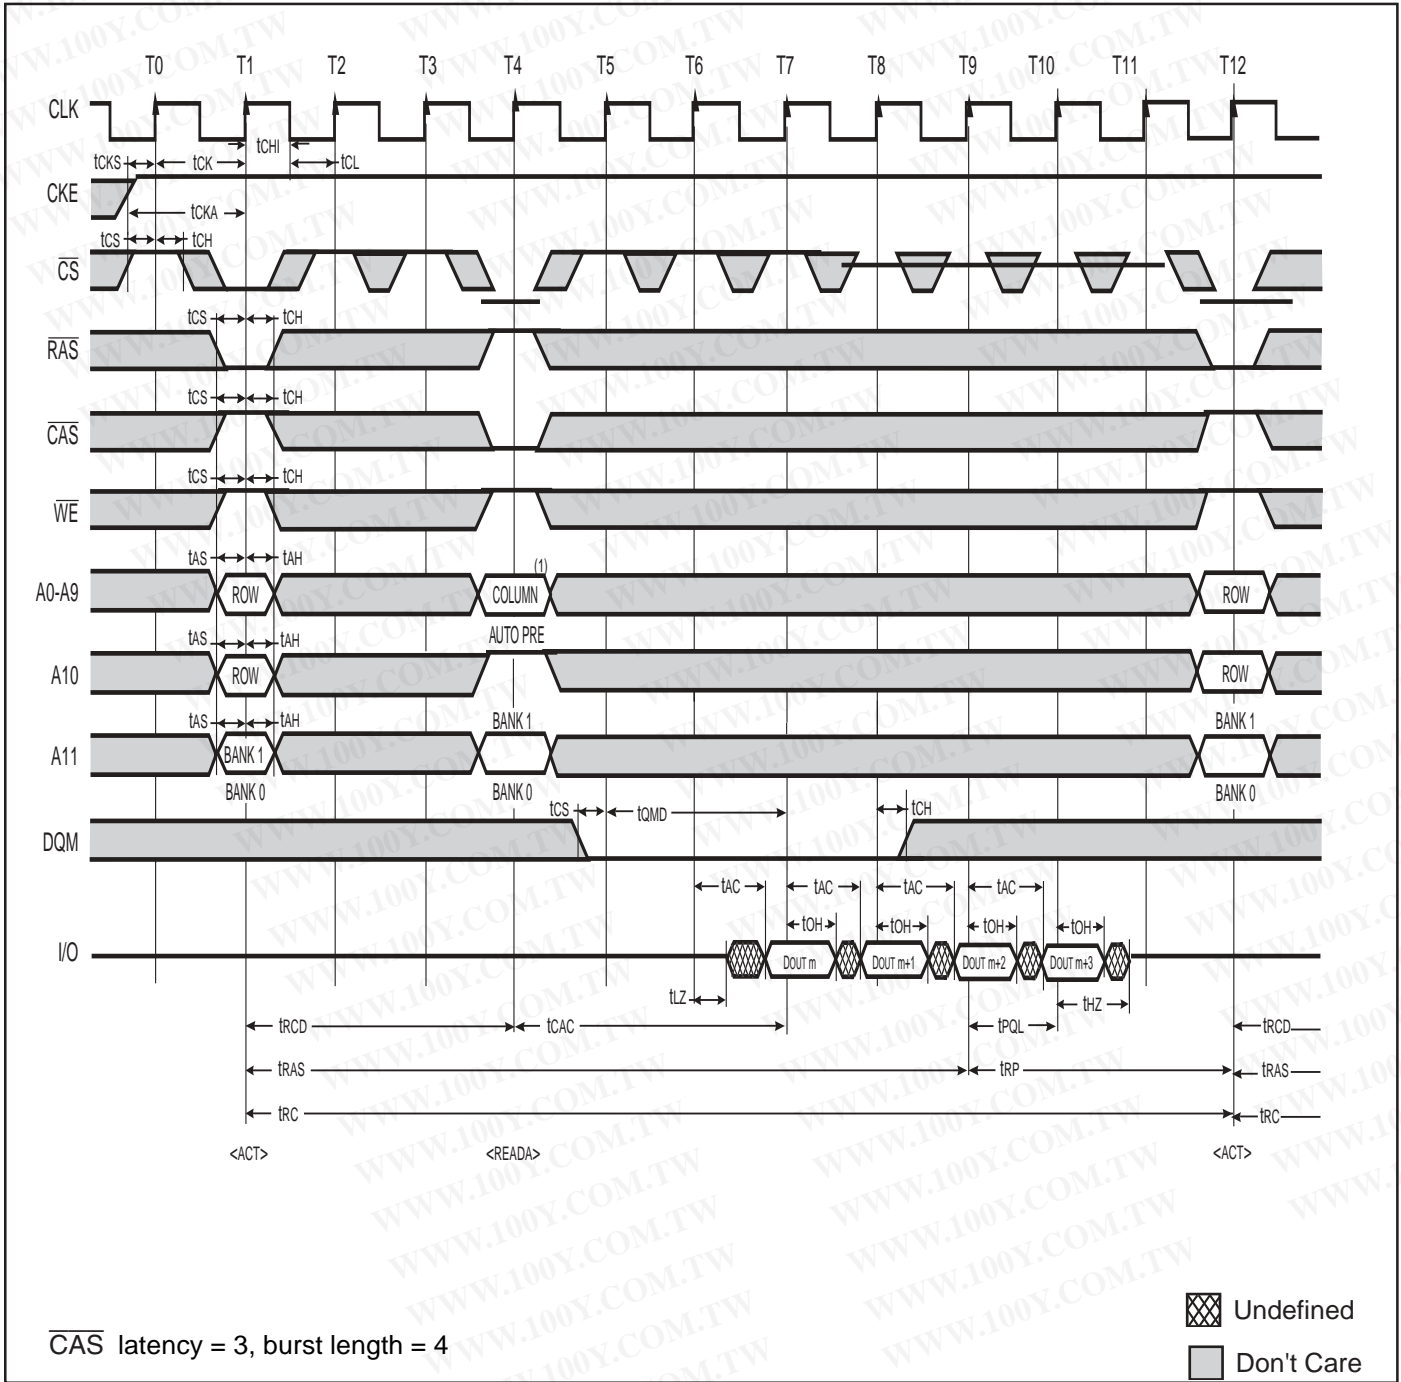 T0 T1 T2 T3 T4 T5 T6 T7 T8 T9 T10 T11 T12
CLK
tCHI
tCKS tCK tCL
CKE
tCKA
tCS tCH
CS
tCS tCH
RAS
tCS tCH
CAS
tCS tCH
WE
tAS tAH
(1)
A0-A9 ROW COLUMN ROW
AUTO PRE
tAS tAH
A10 ROW ROW
tAS tAH BANK 1 BANK 1
A11 BANK 1
BANK 0 BANK 0 BANK 0
tCS tQMD tCH
DQM
tAC tAC tAC tAC
tOH tOH tOH tOH
I/O DOUT m DOUT m+1 DOUT m+2 DOUT m+3
tLZ tHZ
tRCD tCAC tPQL tRCD
tRAS tRP tRAS
tRC tRC
<ACT> <READA> <ACT>
Undefined
CAS latency = 3, burst length = 4
Don't Care
WWW.100Y.COM.TW